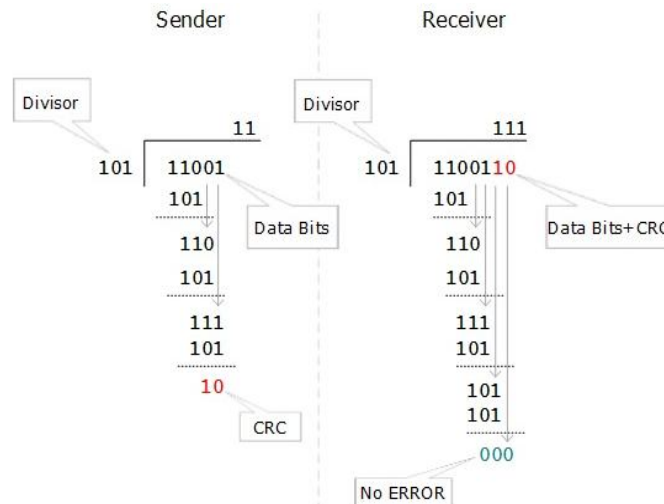 Sender
Divisor
11
101
11001
101
Data Bits
110
101
111
101
10
CRC
Receiver
Divisor
111
101
1100110
101
Data Bits+CRC
110
101
111
101
101
101
000
No ERROR